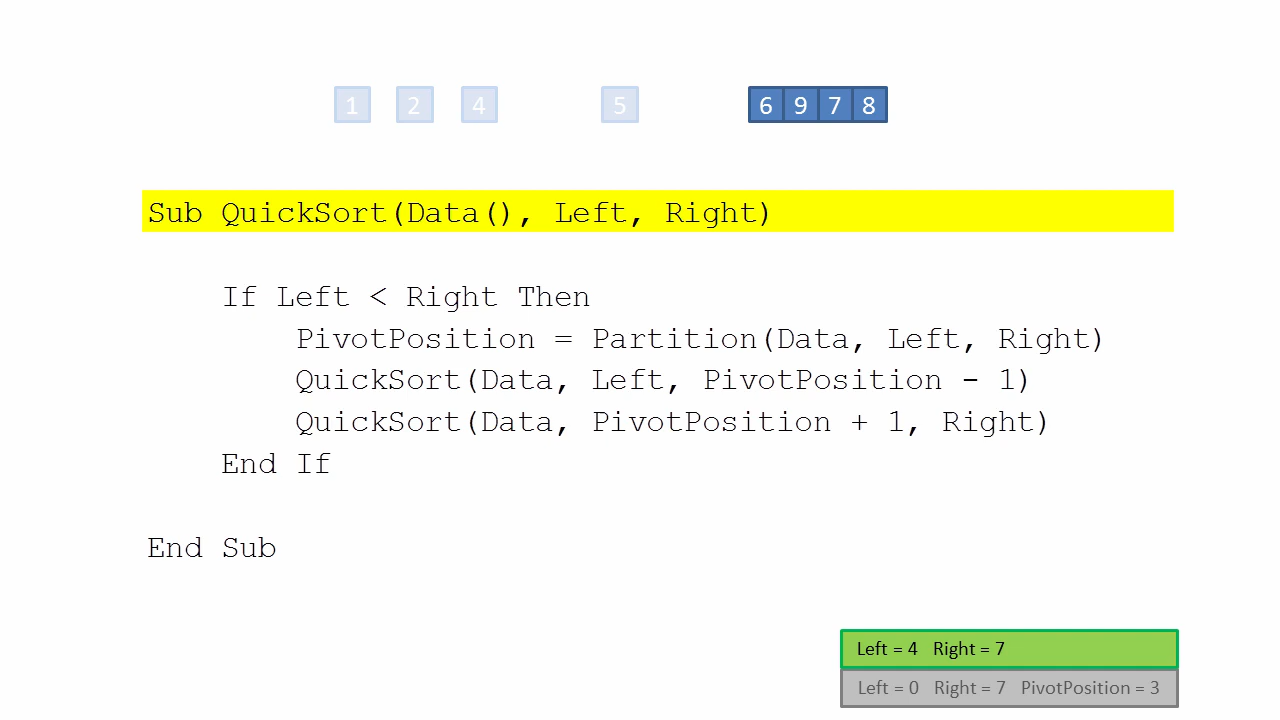 1 2 4 5 6 9 7 8
Sub QuickSort(Data(), Left, Right)
If Left < Right Then
PivotPosition = Partition(Data, Left, Right)
QuickSort(Data, Left, PivotPosition - 1)
QuickSort(Data, PivotPosition + 1, Right)
End If
End Sub
Left = 4 Right = 7
Left = 0 Right = 7 PivotPosition = 3